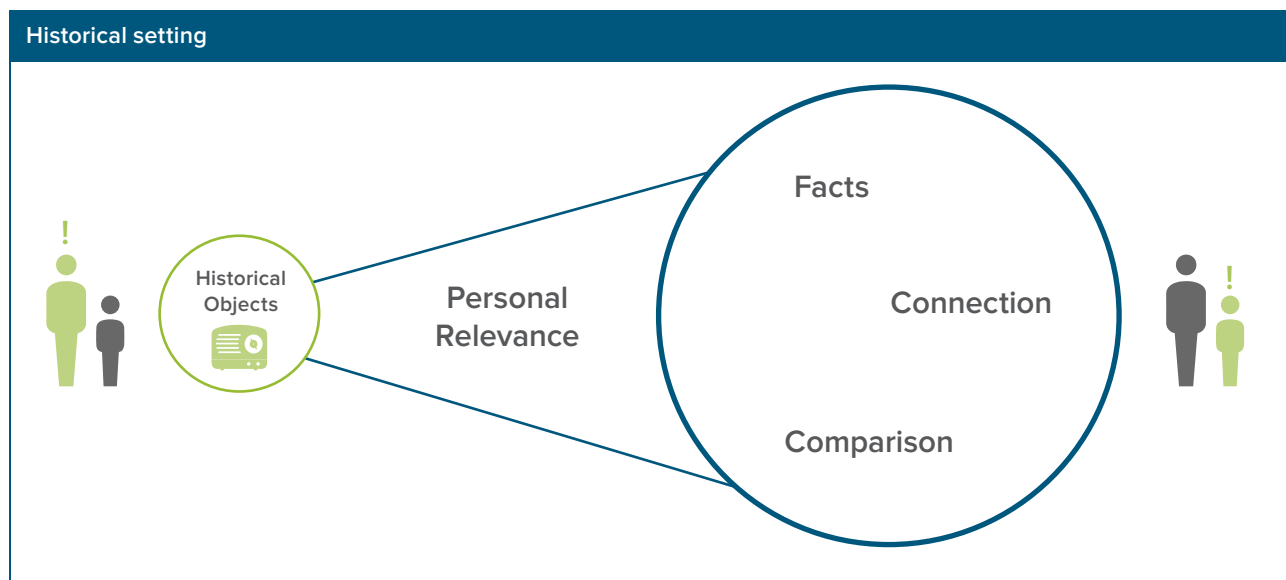 Historical setting
!
Historical
Objects
Personal
Relevance
Facts
Connection
Comparison
!